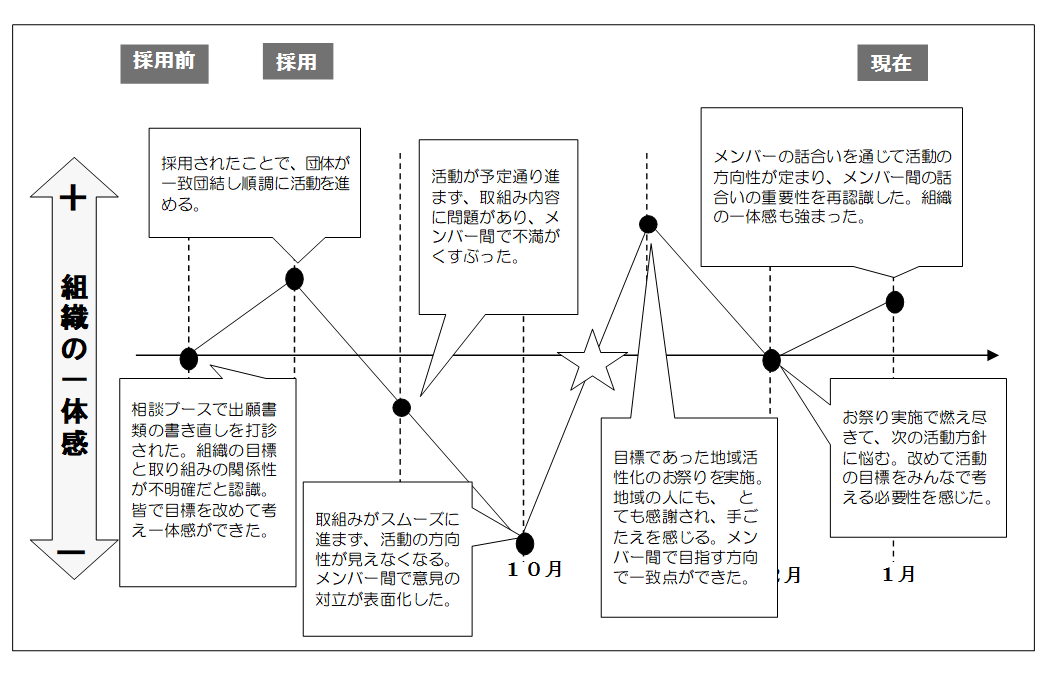 採用前
採用
現在
採用されたことで、団体が
一致団結し順調に活動を進
める。
活動が予定通り進
まず、取組み内容
に問題があり、メ
ンバー間で不満が
くすぶった。
メンバーの話合いを通じて活動の
方向性が定まり、メンバー間の話
合いの重要性を再認識した。組織
の一体感も強まった。
＋
組織の一体感
－
相談ブースで出願書
類の書き直しを打診
された。組織の目標
と取り組みの関係性
が不明確だと認識。
皆で目標を改めて考
え一体感ができた。
取組みがスムーズに
進まず、活動の方向
性が見えなくなる。
メンバー間で意見の
対立が表面化した。
目標であった地域活
性化のお祭りを実施。
地域の人にも、 と
ても感謝され、手ご
たえを感じる。メン
バー間で目指す方向
で一致点ができた。
お祭り実施で燃え尽
きて、次の活動方針
に悩む。改めて活動
の目標をみんなで考
える必要性を感じた。
１０月
月
１月